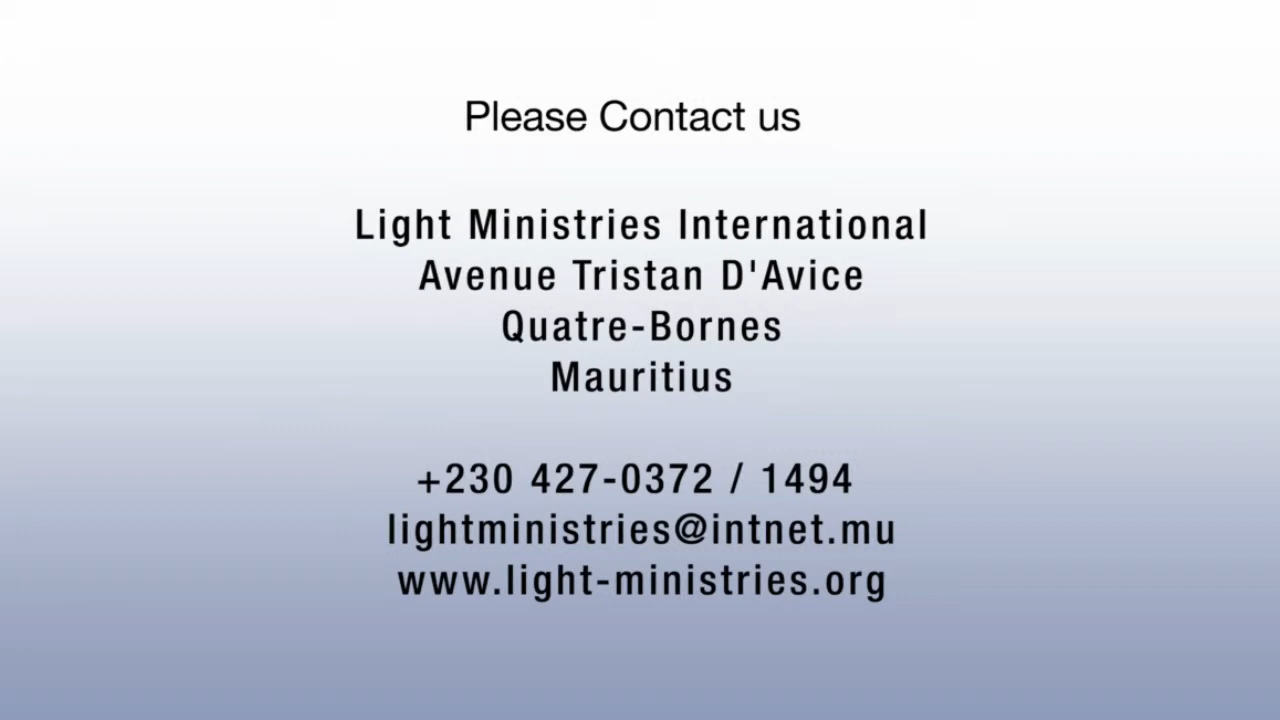 Please Contact us
Light Ministries International
Avenue Tristan D'Avice
Quatre-Bornes
Mauritius
+230 427-0372 / 1494
lightministries@intnet.mu
www.light-ministries.org